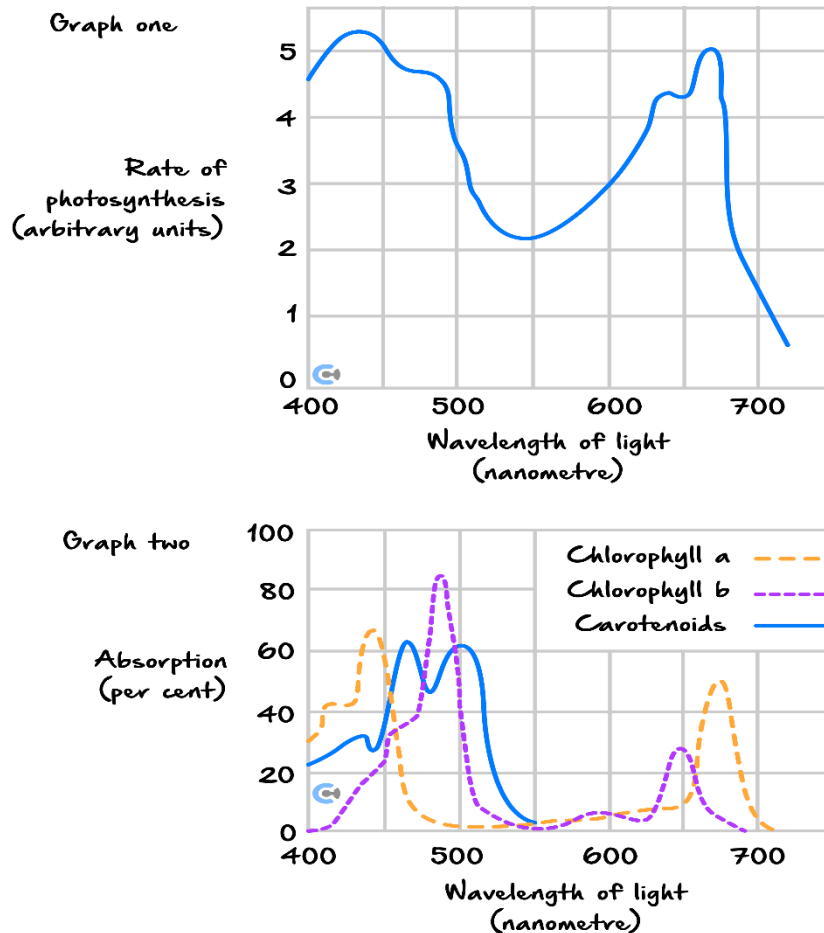 Graph one
5
4
3
2
1
0
Rate of
photosynthesis
(arbitrary units)
400 500 600 700
Wavelength of light
(nanometre)
Graph two
100
80
60
40
20
0
Absorption
(per cent)
Chlorophyll a
Chlorophyll b
Carotenoids
400 500 600 700
Wavelength of light
(nanometre)